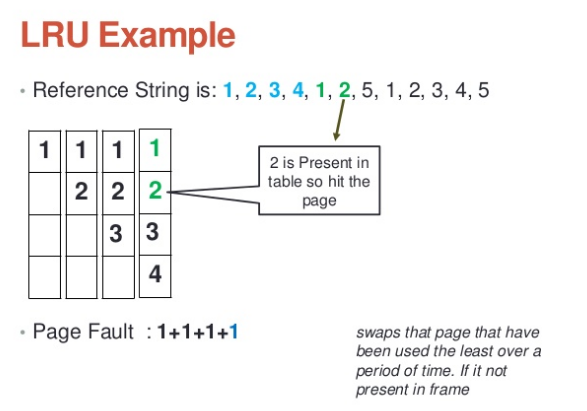 LRU Example
• Reference String is: 1, 2, 3, 4, 1, 2, 5, 1, 2, 3, 4, 5
1 1 1 1
2 2 2
3 3
4
2 is Present in
table so hit the
page
• Page Fault : 1+1+1+1
swaps that page that have
been used the least over a
period of time. If it not
present in frame